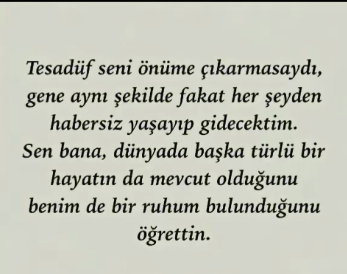 Tesadüf seni önüme çıkarmasaydı,
gene aynı şekilde fakat her şeyden
habersiz yaşayıp gidecektim.
Sen bana, dünyada başka türlü bir
hayatın da mevcut olduğunu
benim de bir ruhum bulunduğunu
öğrettin.